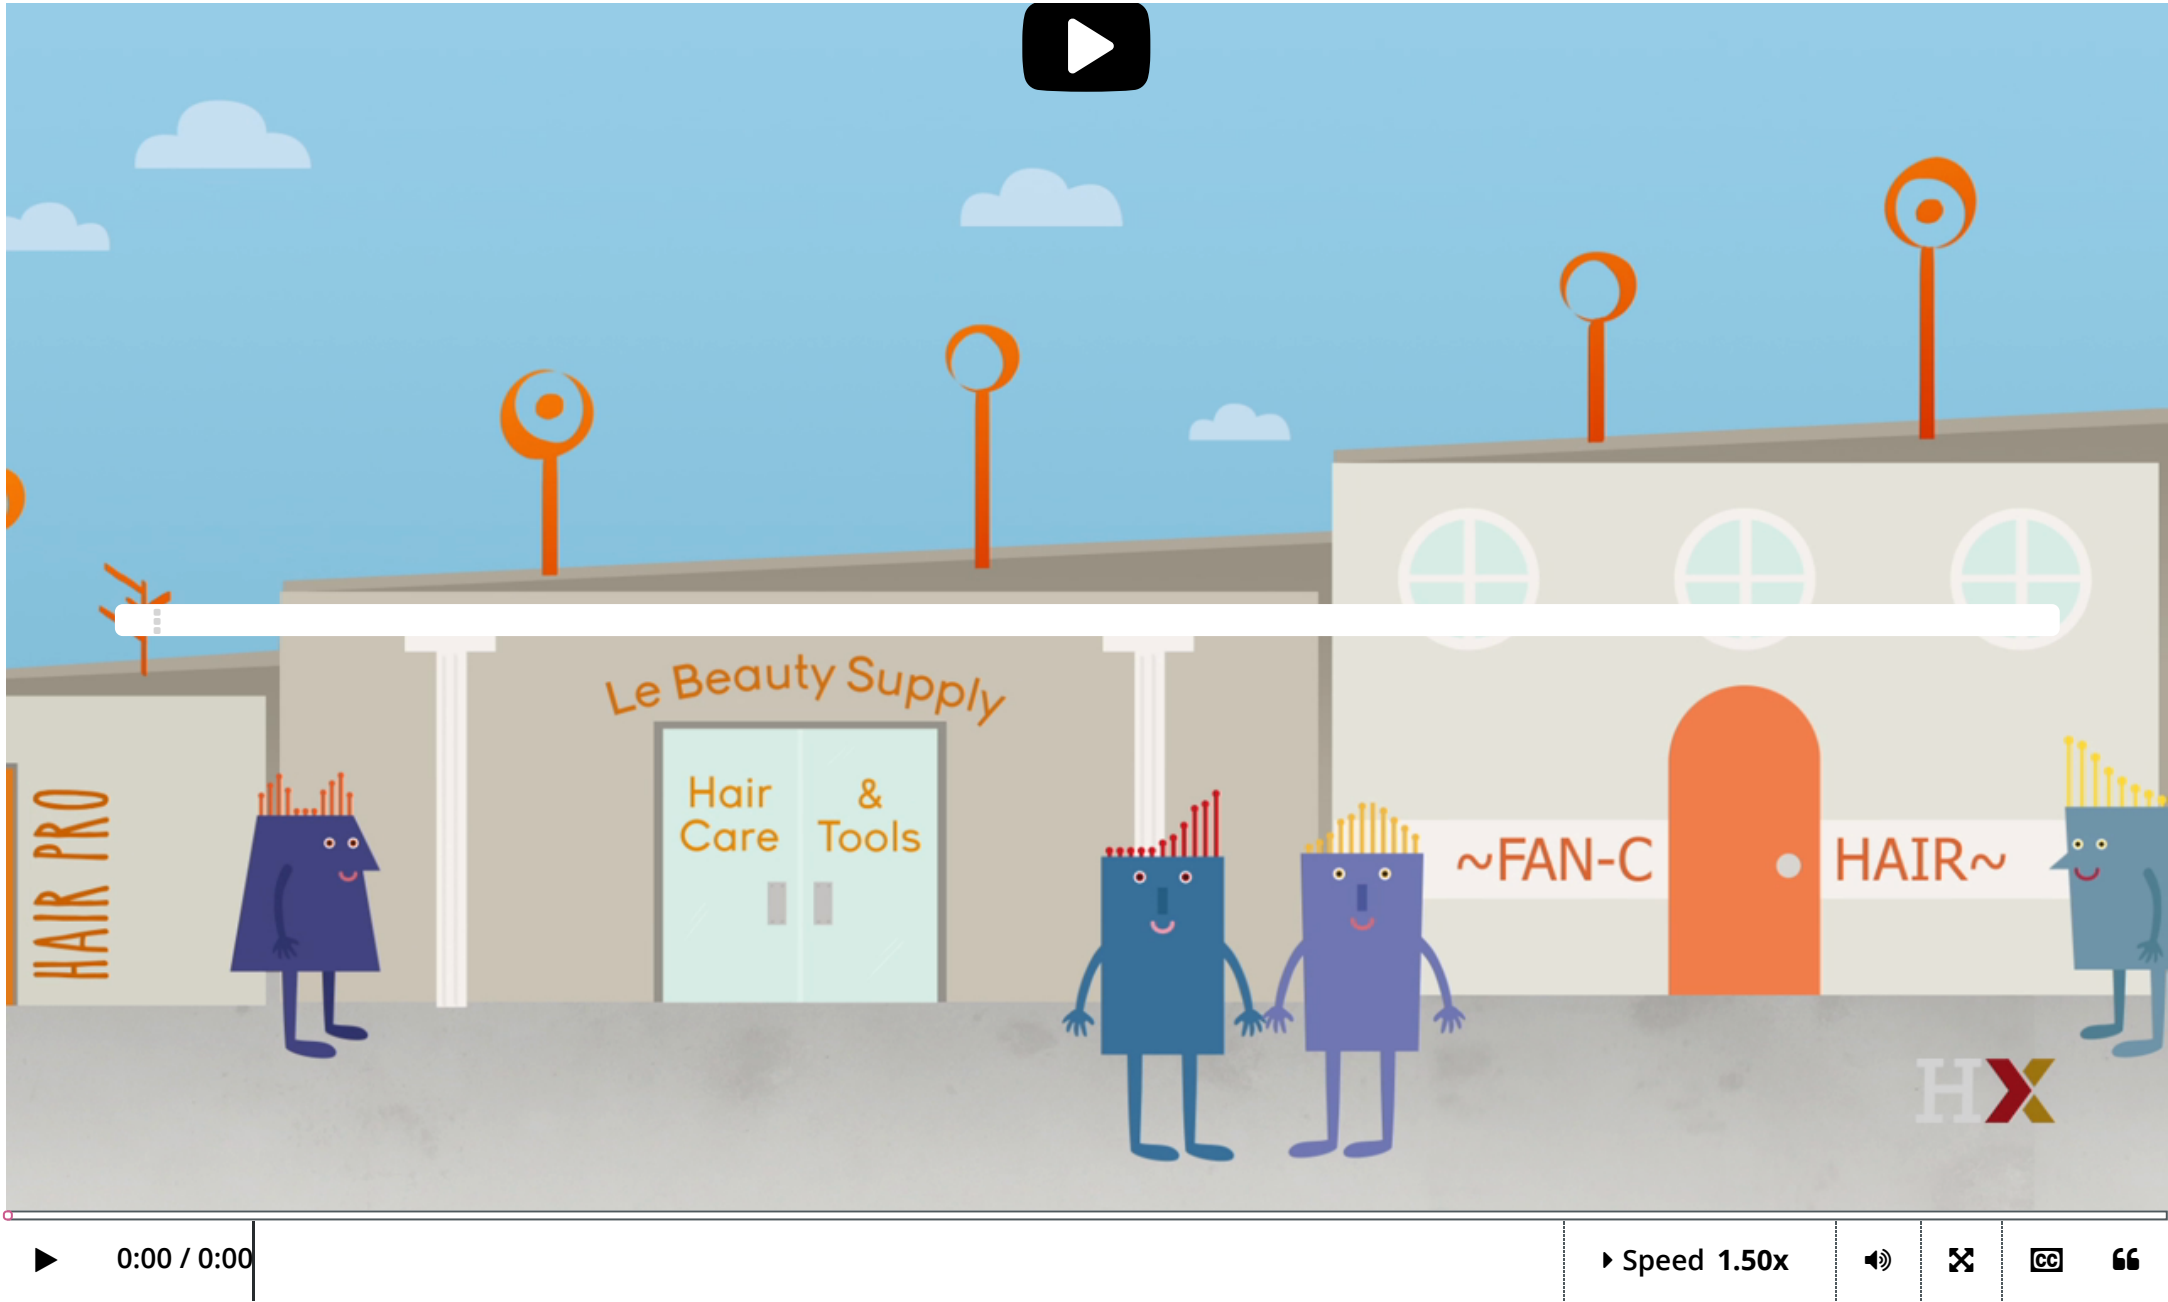 Le Beauty Supply
Hair
Care
&
Tools
HAIR PRO
~FAN-C
HAIR~
HX
0:00 / 0:00
Speed 1.50x
CC